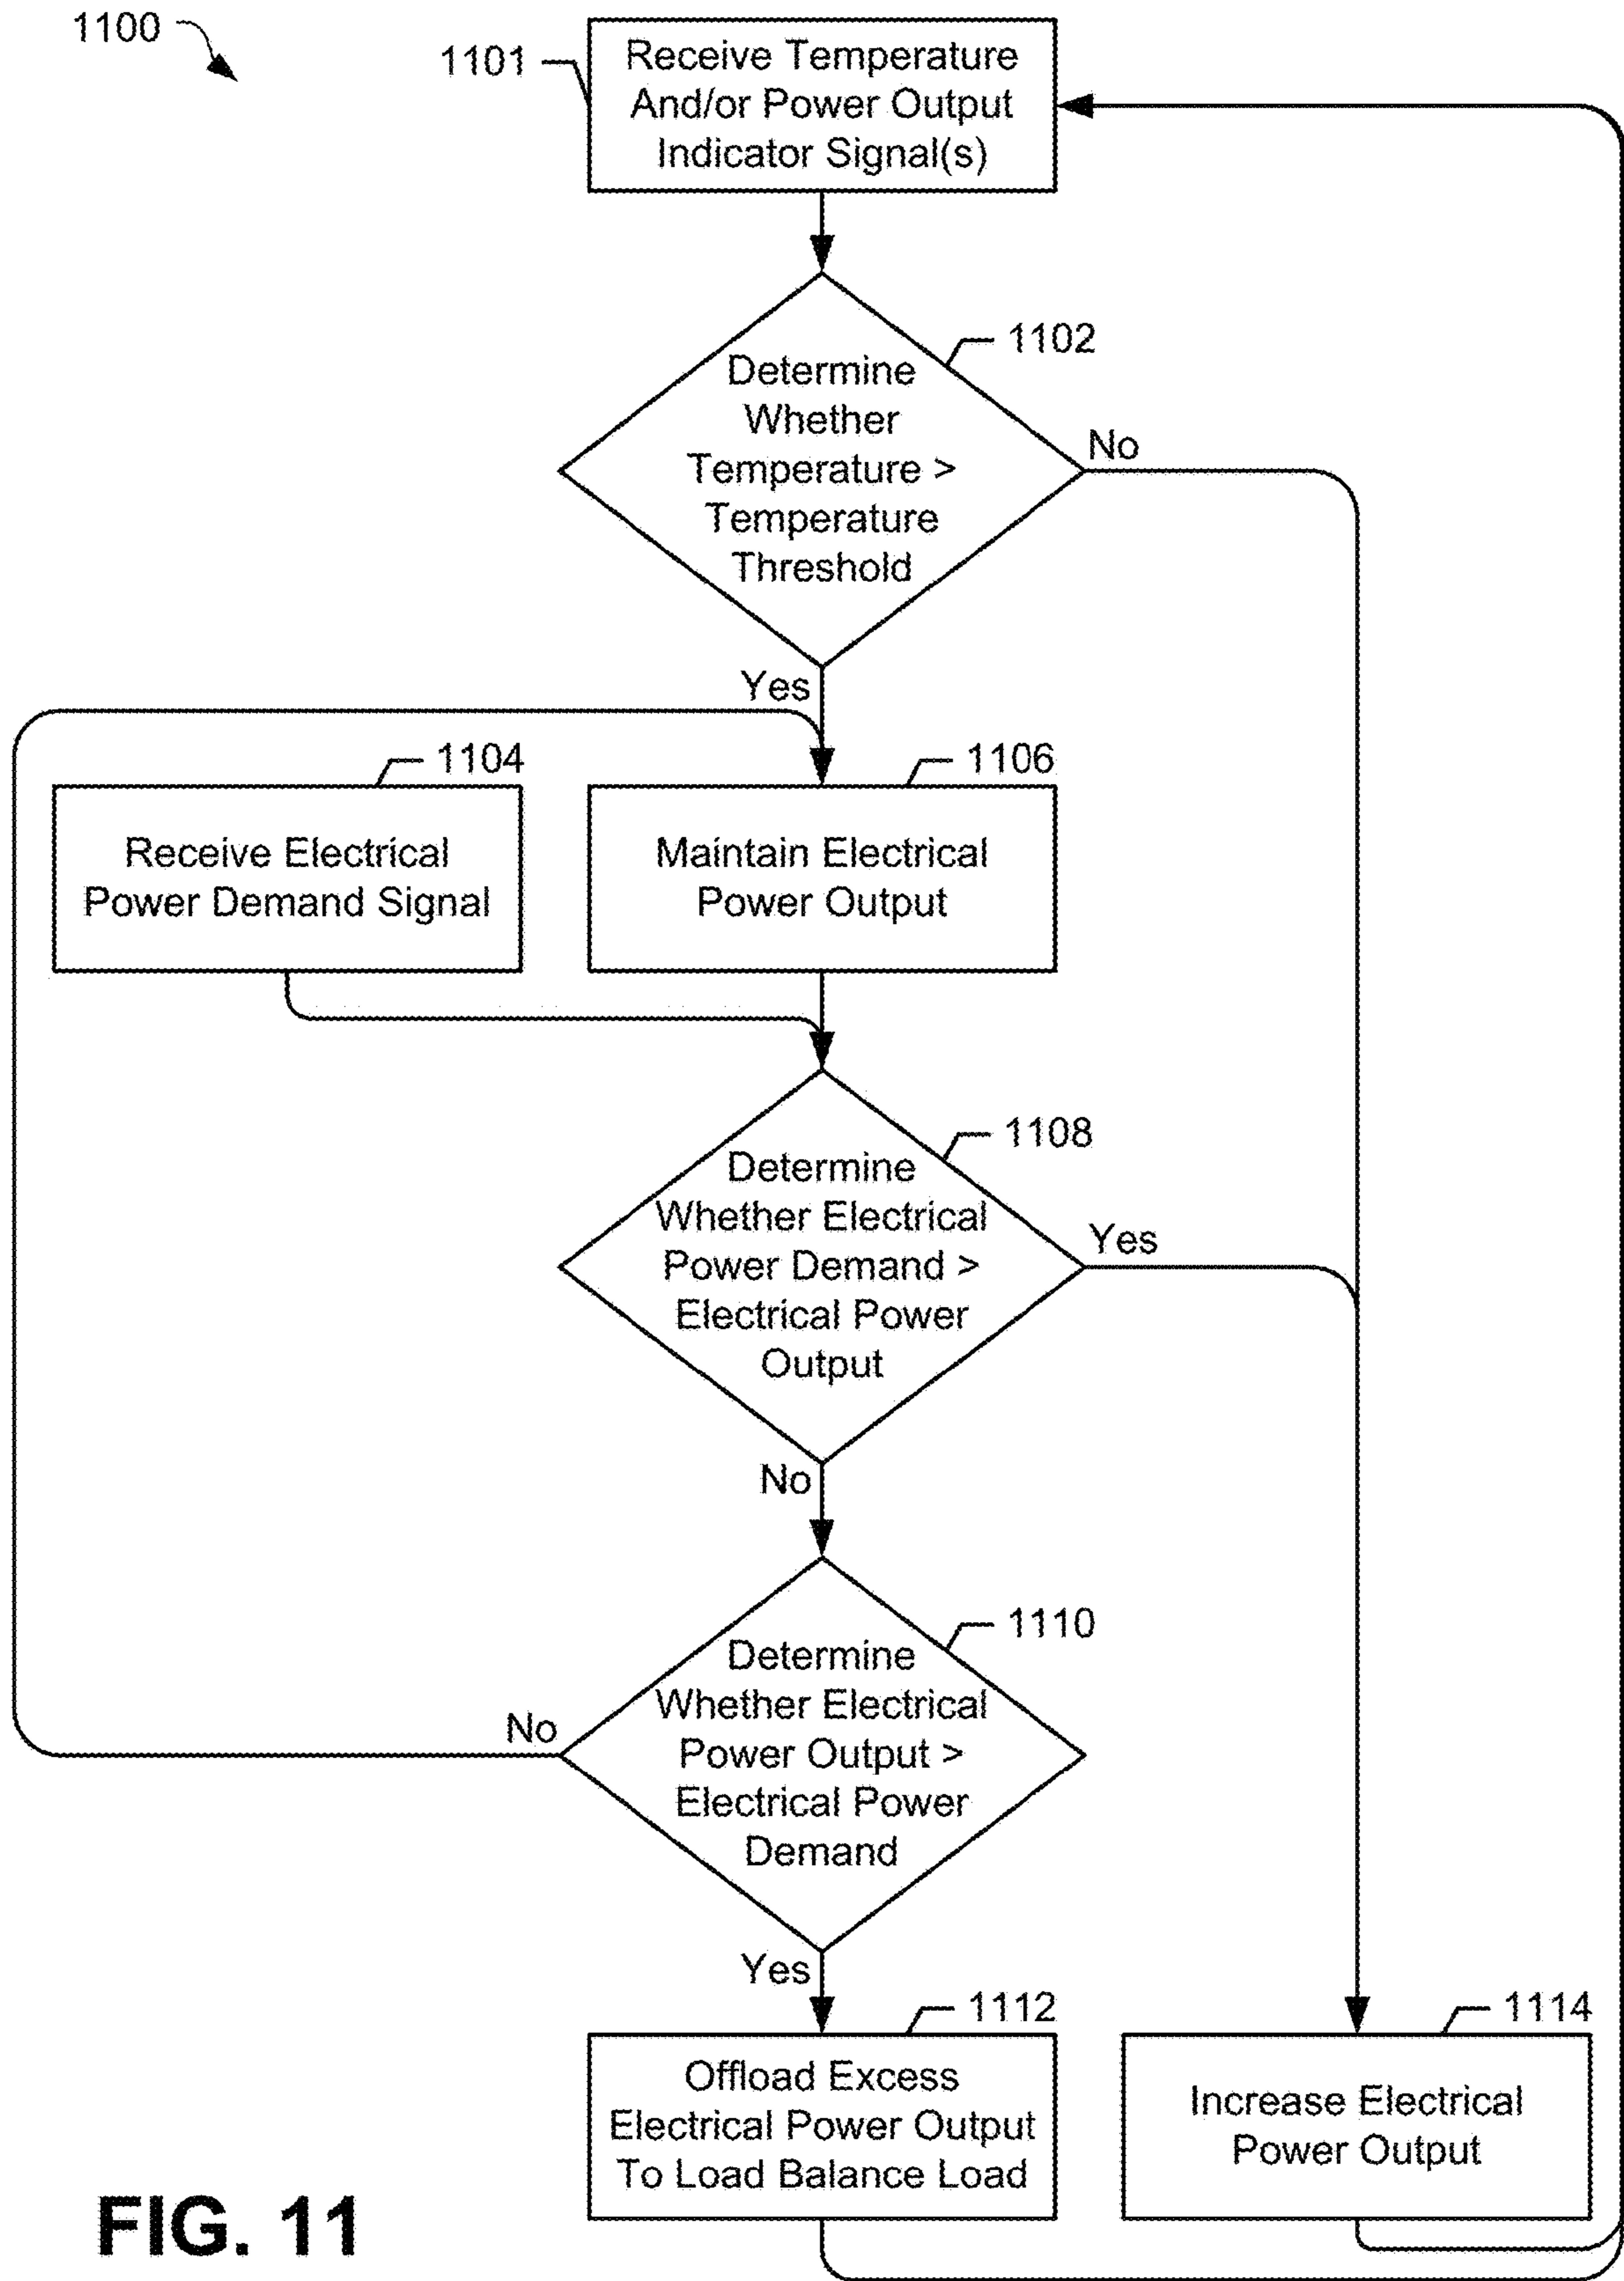 1100
1101
Receive Temperature
And/or Power Output
Indicator Signal(s)
1102
Determine
Whether
Temperature >
Temperature
Threshold
No
Yes
1104
Receive Electrical
Power Demand Signal
1106
Maintain Electrical
Power Output
1108
Determine
Whether Electrical
Power Demand >
Electrical Power
Output
Yes
No
1110
Determine
Whether Electrical
Power Output >
Electrical Power
Demand
No
Yes
1112
Offload Excess
Electrical Power Output
To Load Balance Load
1114
Increase Electrical
Power Output
FIG. 11